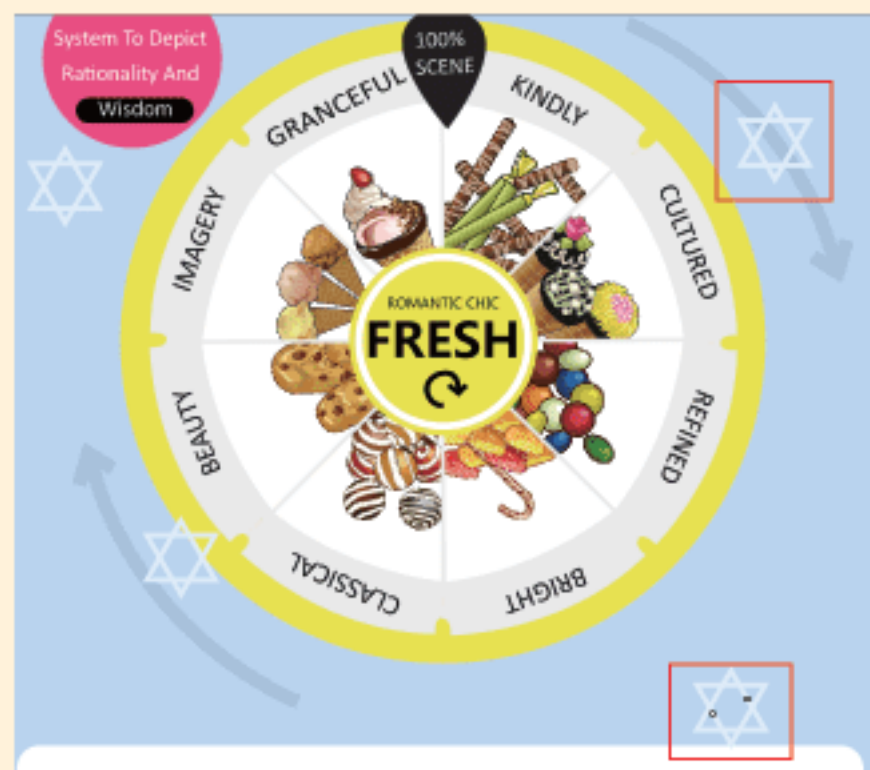 System To Depict
Rationality And
Wisdom
100%
SCENE
GRANCEFUL
KINDLY
IMAGERY
CULTURED
ROMANTIC CHIC
FRESH
BEAUTY
REFINED
CLASSICAL
BRIGHT